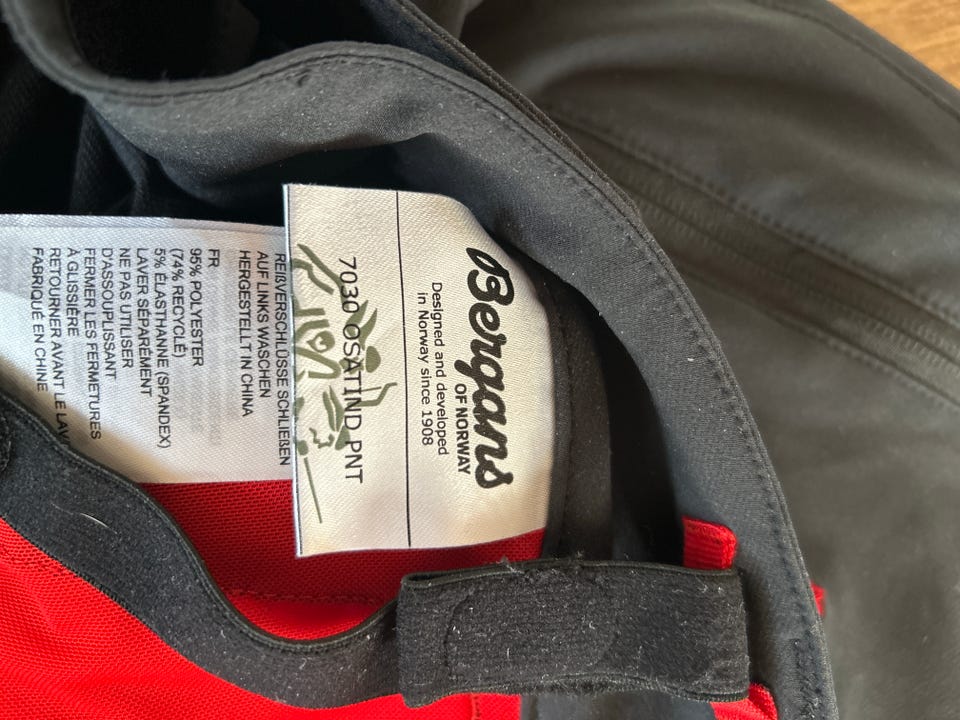 Bergans
OF NORWAY
Designed and developed
in Norway since 1908
7030 OSATIND PNT
REIßVERSCHLÜSSE SCHLIEßEN
AUF LINKS WASCHEN
HERGESTELLT IN CHINA
FR
95% POLYESTER
(74% RECYCLÉ)
5% ÉLASTHANNE (SPANDEX)
LAVER SÉPARÉMENT
NE PAS UTILISER
D'ASSOUPLISSANT
FERMER LES FERMETURES
À GLISSIÈRE
RETOURNER AVANT LE LAV
FABRIQUÉ EN CHINE